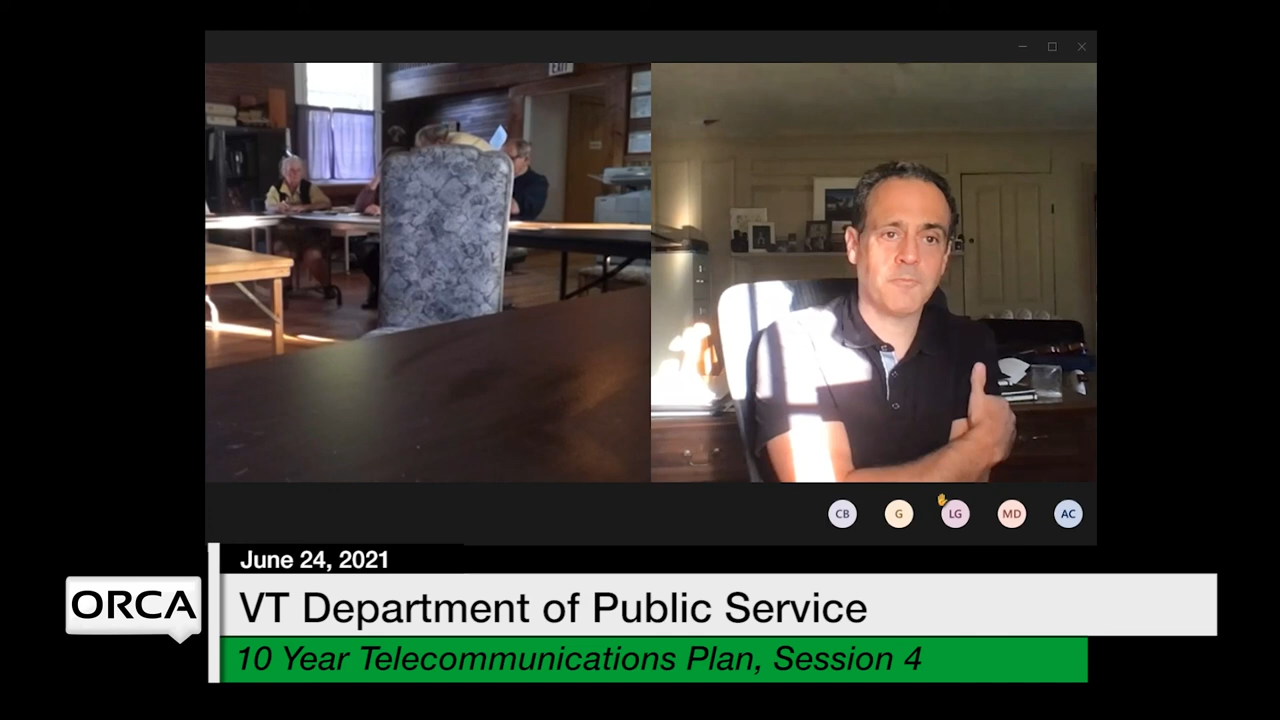 EXIT
CB G LG MD AC
June 24, 2021
ORCA
VT Department of Public Service
10 Year Telecommunications Plan, Session 4